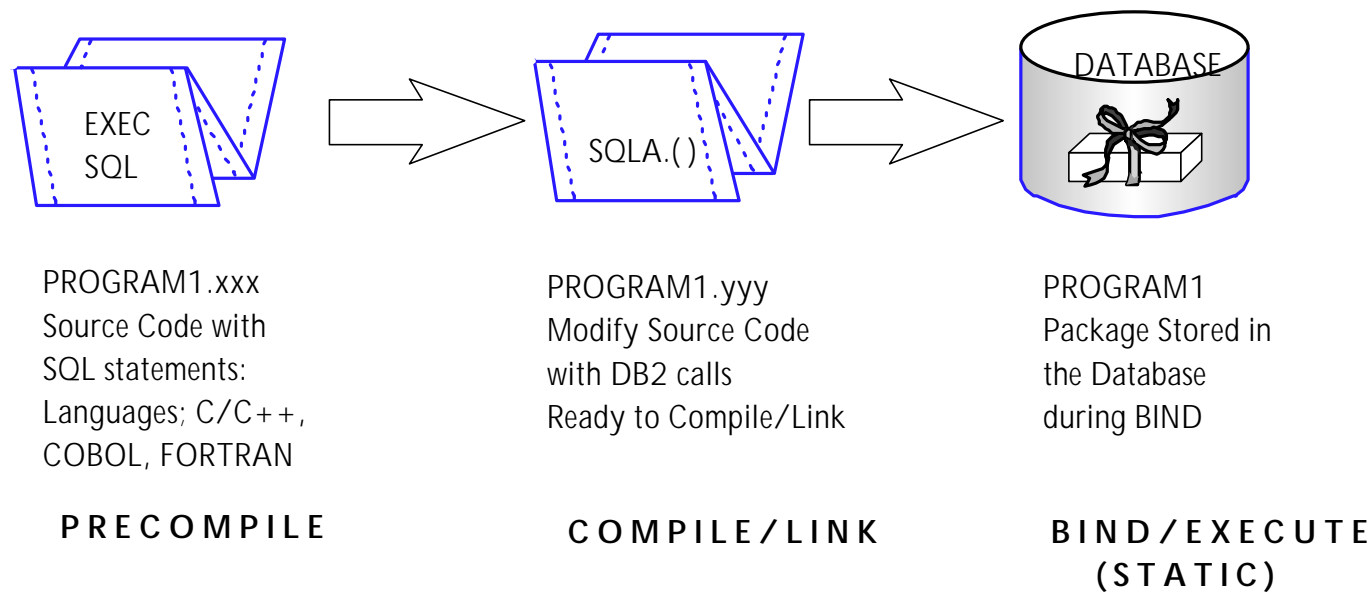 EXEC
SQL
SQLA.()
DATABASE
PROGRAM1.xxx
Source Code with
SQL statements:
Languages; C/C++,
COBOL, FORTRAN
PROGRAM1.yyy
Modify Source Code
with DB2 calls
Ready to Compile/Link
PROGRAM1
Package Stored in
the Database
during BIND
PRECOMPILE
COMPILE/LINK
BIND/EXECUTE
(STATIC)